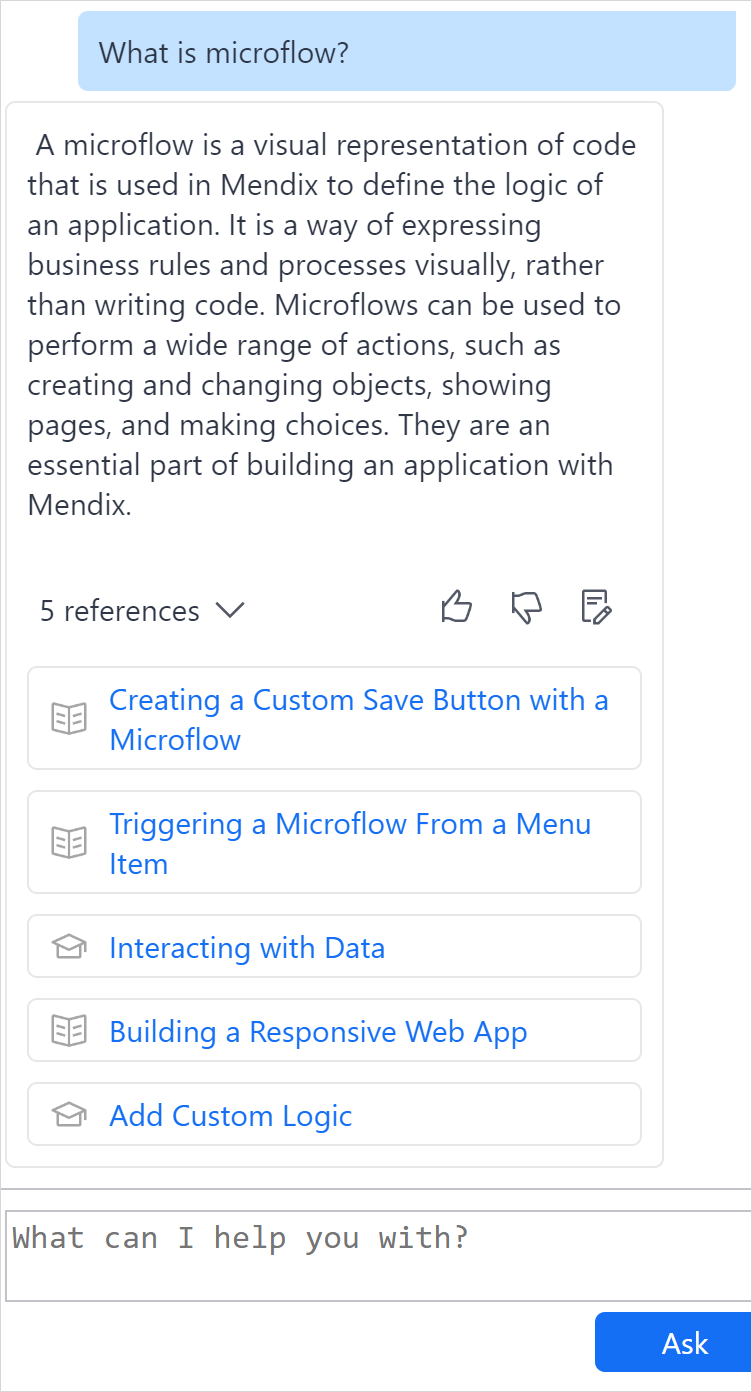 What is microflow?
A microflow is a visual representation of code
that is used in Mendix to define the logic of
an application. It is a way of expressing
business rules and processes visually, rather
than writing code. Microflows can be used to
perform a wide range of actions, such as
creating and changing objects, showing
pages, and making choices. They are an
essential part of building an application with
Mendix.
5 references
Creating a Custom Save Button with a
Microflow
Triggering a Microflow From a Menu
Item
Interacting with Data
Building a Responsive Web App
Add Custom Logic
What can I help you with?
Ask